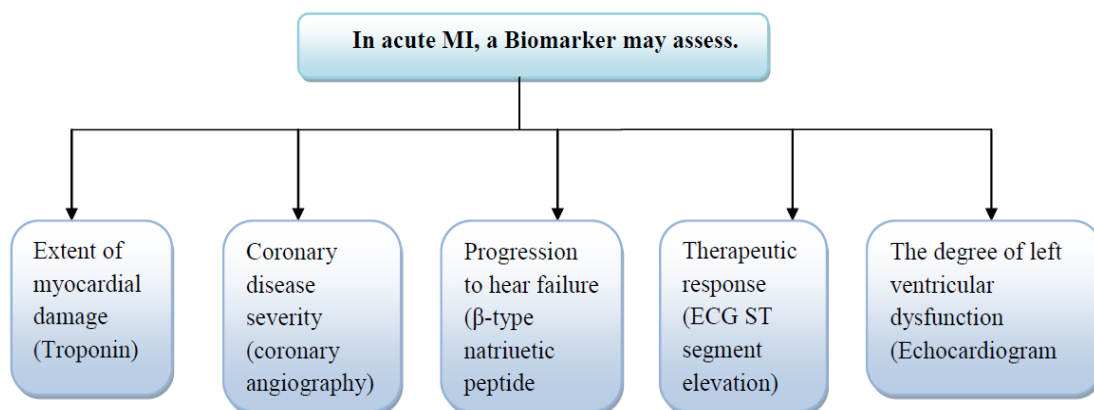 In acute MI, a Biomarker may assess.
Extent of
myocardial
damage
(Troponin)
Coronary
disease
severity
(coronary
angiography)
Progression
to hear failure
(β-type
natriuetic
peptide
Therapeutic
response
(ECG ST
segment
elevation)
The degree of left
ventricular
dysfunction
(Echocardiogram